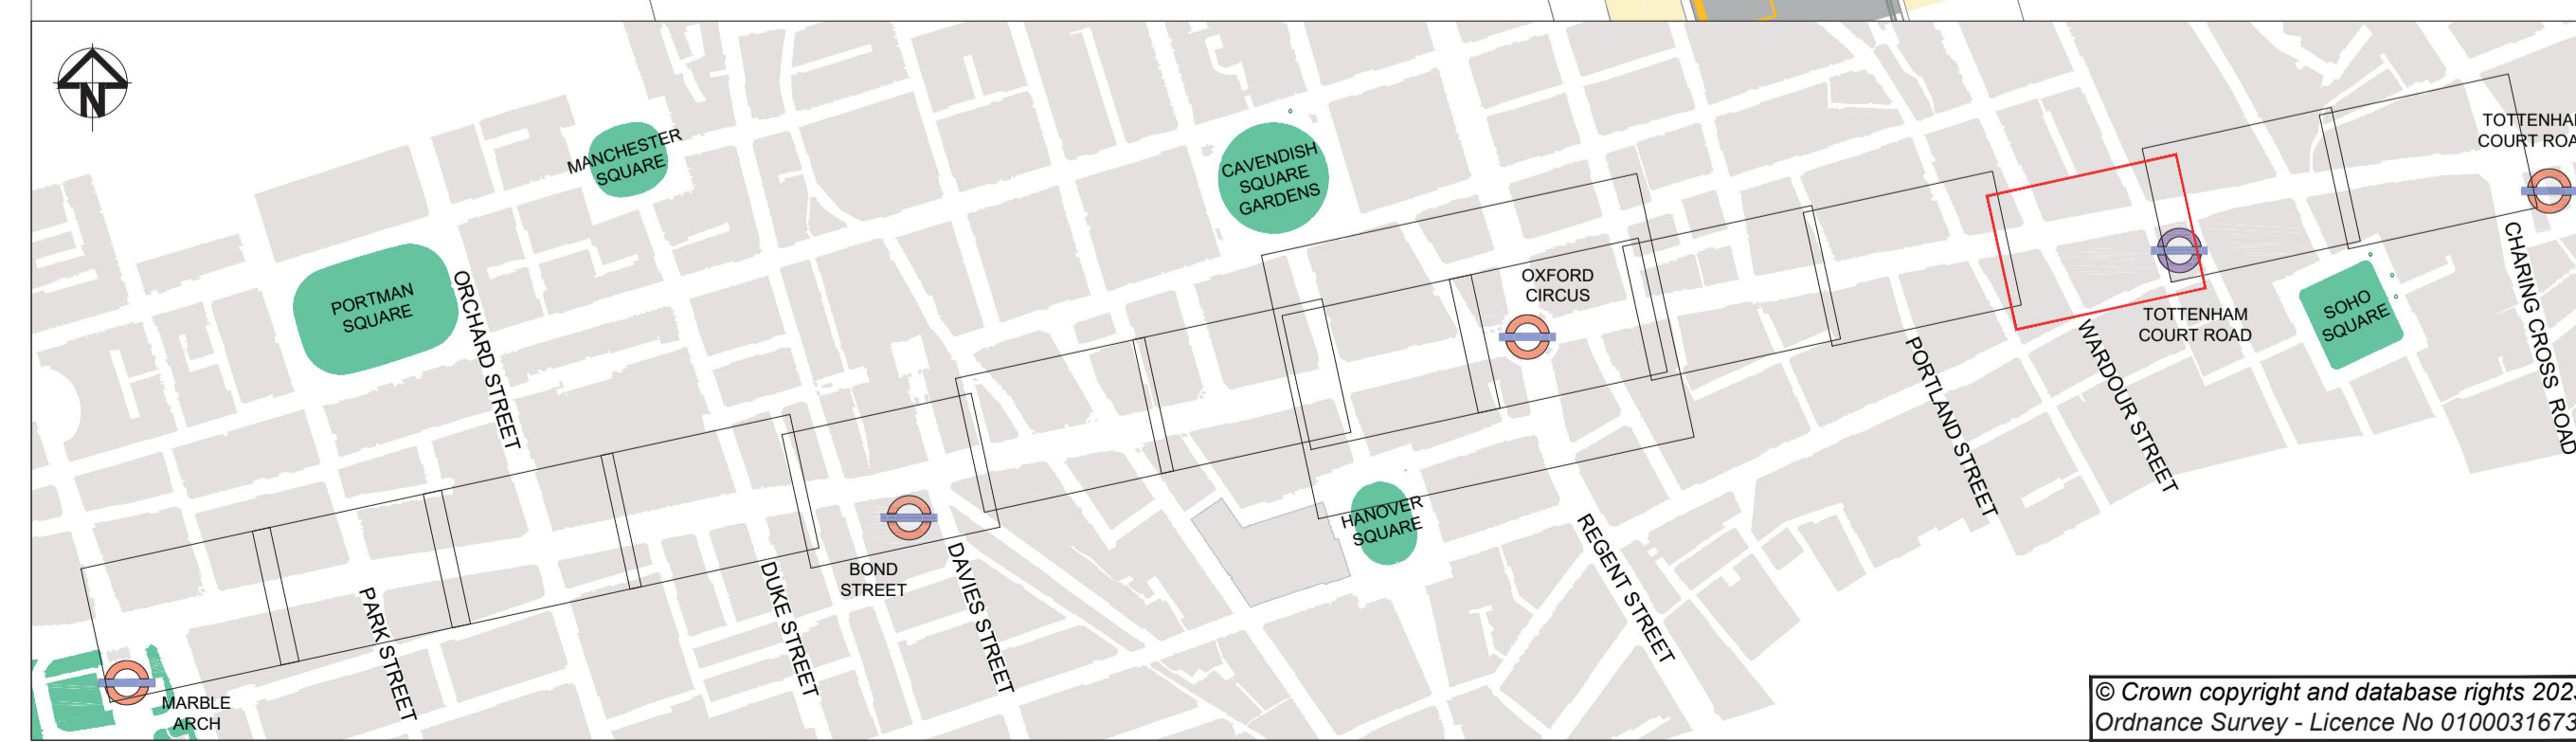 N
MANCHESTER
SQUARE
CAVENDISH
SQUARE
GARDENS
TOTTENHA
COURT ROA
PORTMAN
SQUARE
ORCHARD STREET
OXFORD
CIRCUS
SOHO
SQUARE
TOTTENHAM
COURT ROAD
CHARING CROSS ROAD
WARDOUR STREET
PORTLAND STREET
HANOVER
SQUARE
REGENT STREET
BOND
STREET
DAVIES STREET
DUKE STREET
PARK STREET
MARBLE
ARCH
© Crown copyright and database rights 202
Ordnance Survey - Licence No 0100031673